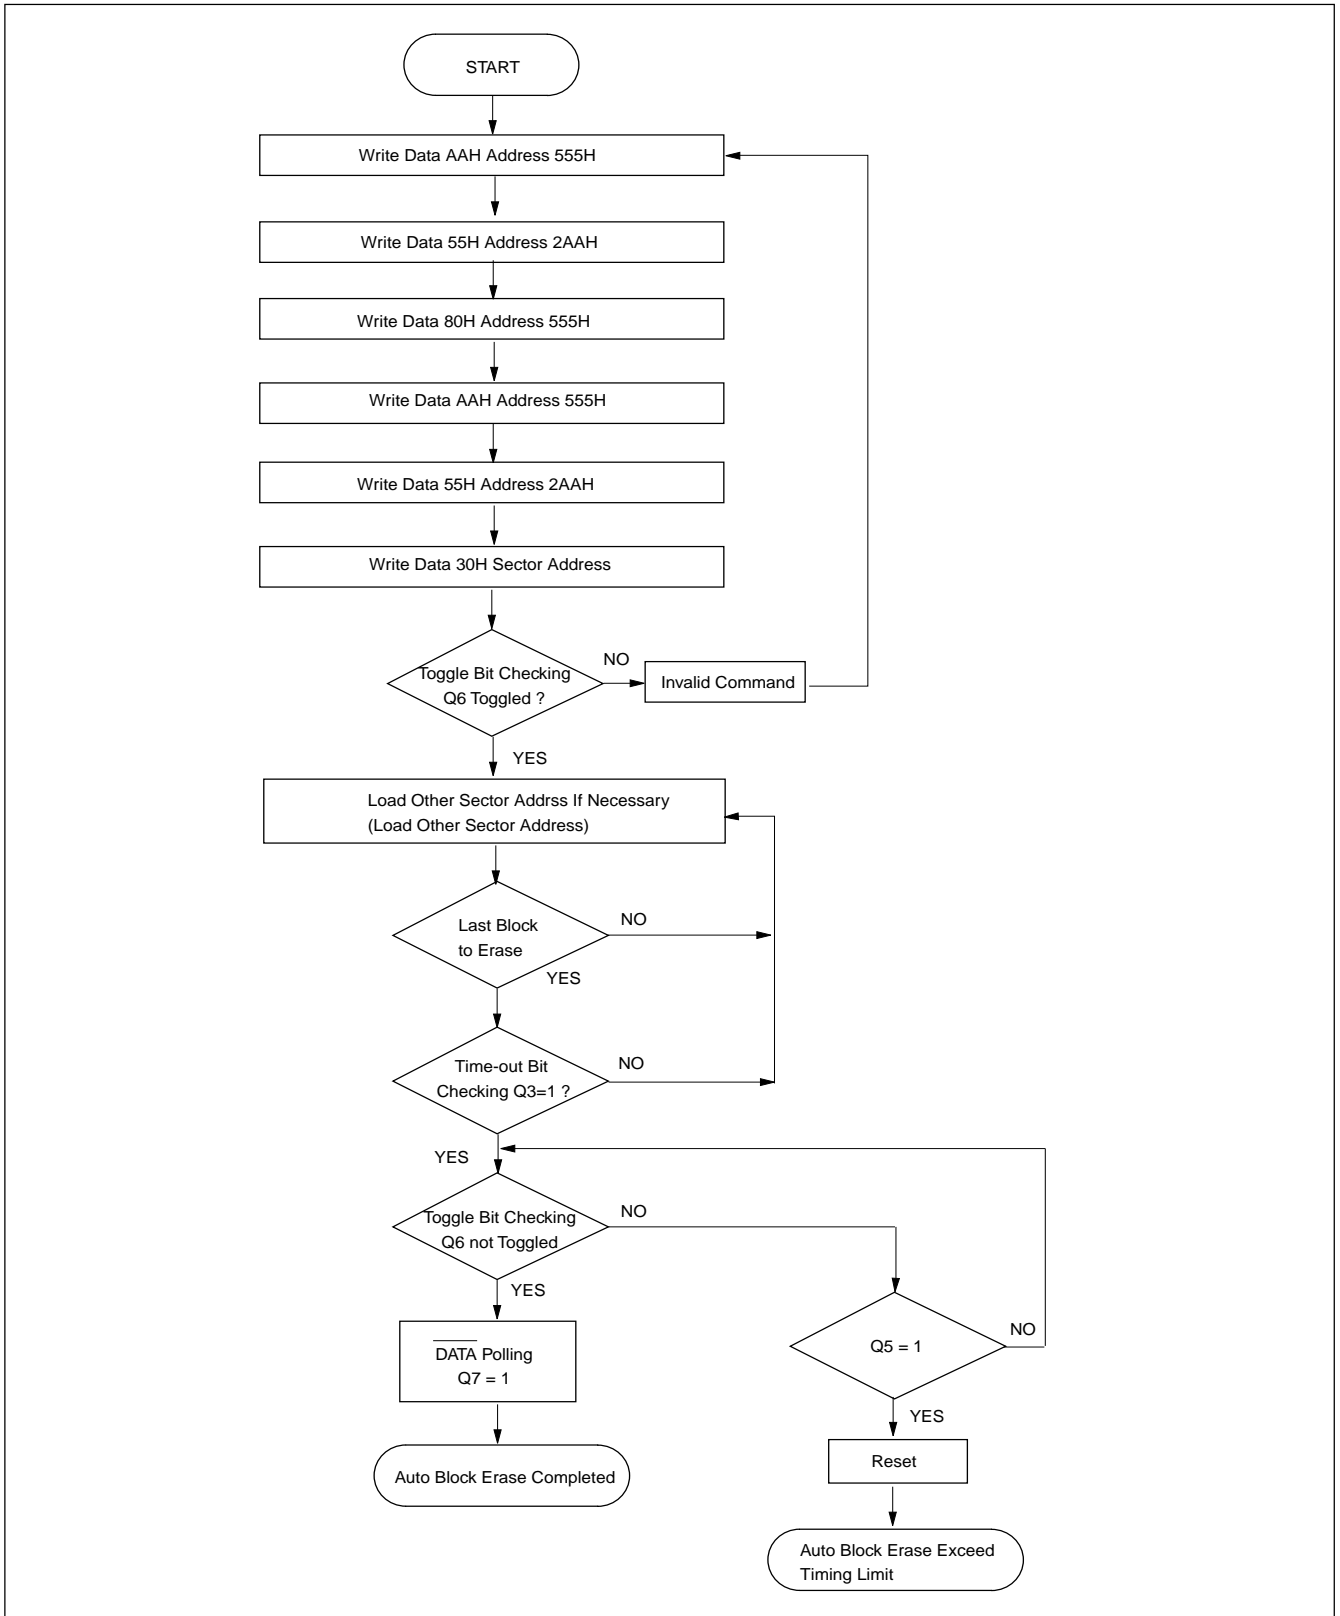 START
Write Data AAH Address 555H
Write Data 55H Address 2AAH
Write Data 80H Address 555H
Write Data AAH Address 555H
Write Data 55H Address 2AAH
Write Data 30H Sector Address
Toggle Bit Checking
Q6 Toggled ?
NO
Invalid Command
YES
Load Other Sector Addrss If Necessary
(Load Other Sector Address)
Last Block
to Erase
NO
YES
Time-out Bit
Checking Q3=1 ?
NO
YES
Toggle Bit Checking
Q6 not Toggled
NO
YES
Q5 = 1
NO
DATA Polling
Q7 = 1
YES
Reset
Auto Block Erase Completed
Auto Block Erase Exceed
Timing Limit